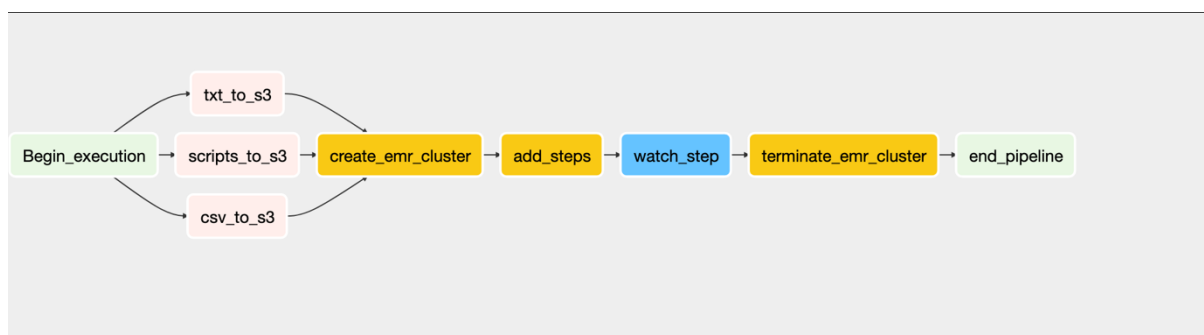 Begin_execution
txt_to_s3
scripts_to_s3
csv_to_s3
create_emr_cluster
add_steps
watch_step
terminate_emr_cluster
end_pipeline